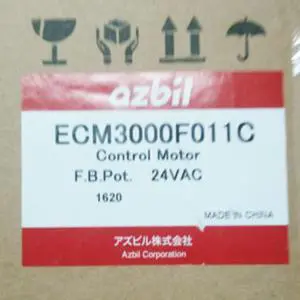 azbil
ECM3000F011C
Control Motor
F.B.Pot. 24VAC
1620
MADE IN CHINA
アズビル株式会社
Azbil Corporation